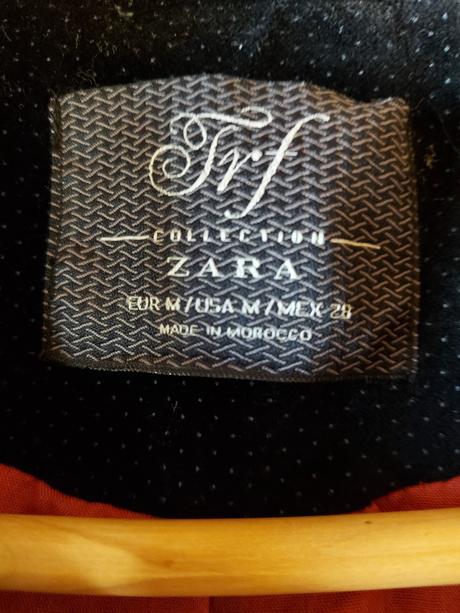 Trf
COLLECTION
ZARA
EUR M/USA M/MEX 28
MADE IN MOROCCO